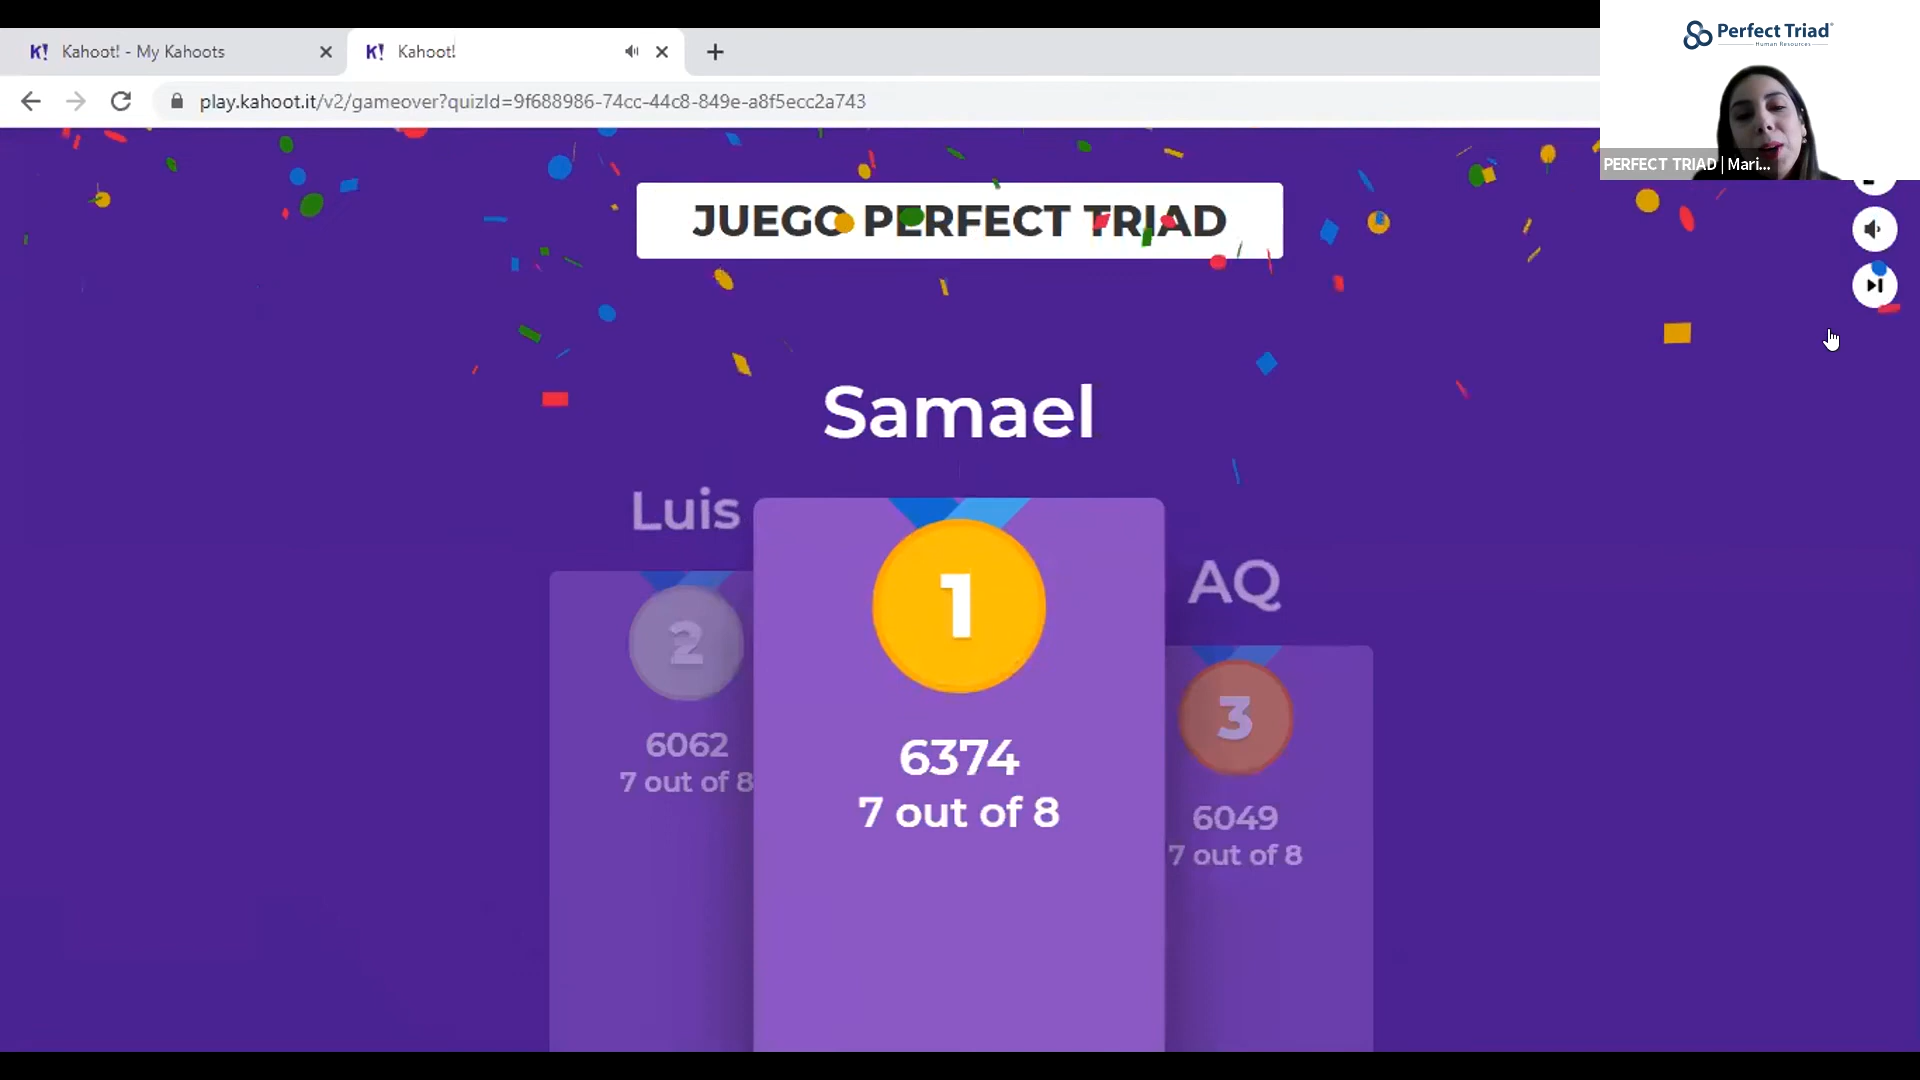 Kahoot! - My Kahoots
Kahoot!
play.kahoot.it/v2/gameover?quizId=9f688986-74cc-44c8-849e-a8f5ecc2a743
Perfect Triad
Human Resources
PERFECT TRIAD | Mari...
JUEGO PERFECT TRIAD
Samael
Luis
AQ
1
2
3
6374
7 out of 8
6062
7 out of 8
6049
7 out of 8